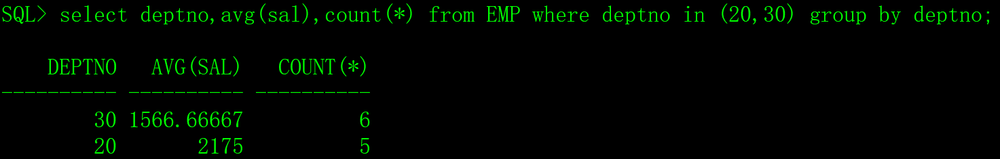 SQL> select deptno,avg(sal),count(*) from EMP where deptno in (20,30) group by deptno;
    DEPTNO   AVG(SAL)   COUNT(*)
---------- ---------- ----------
        30 1566.66667          6
        20       2175          5